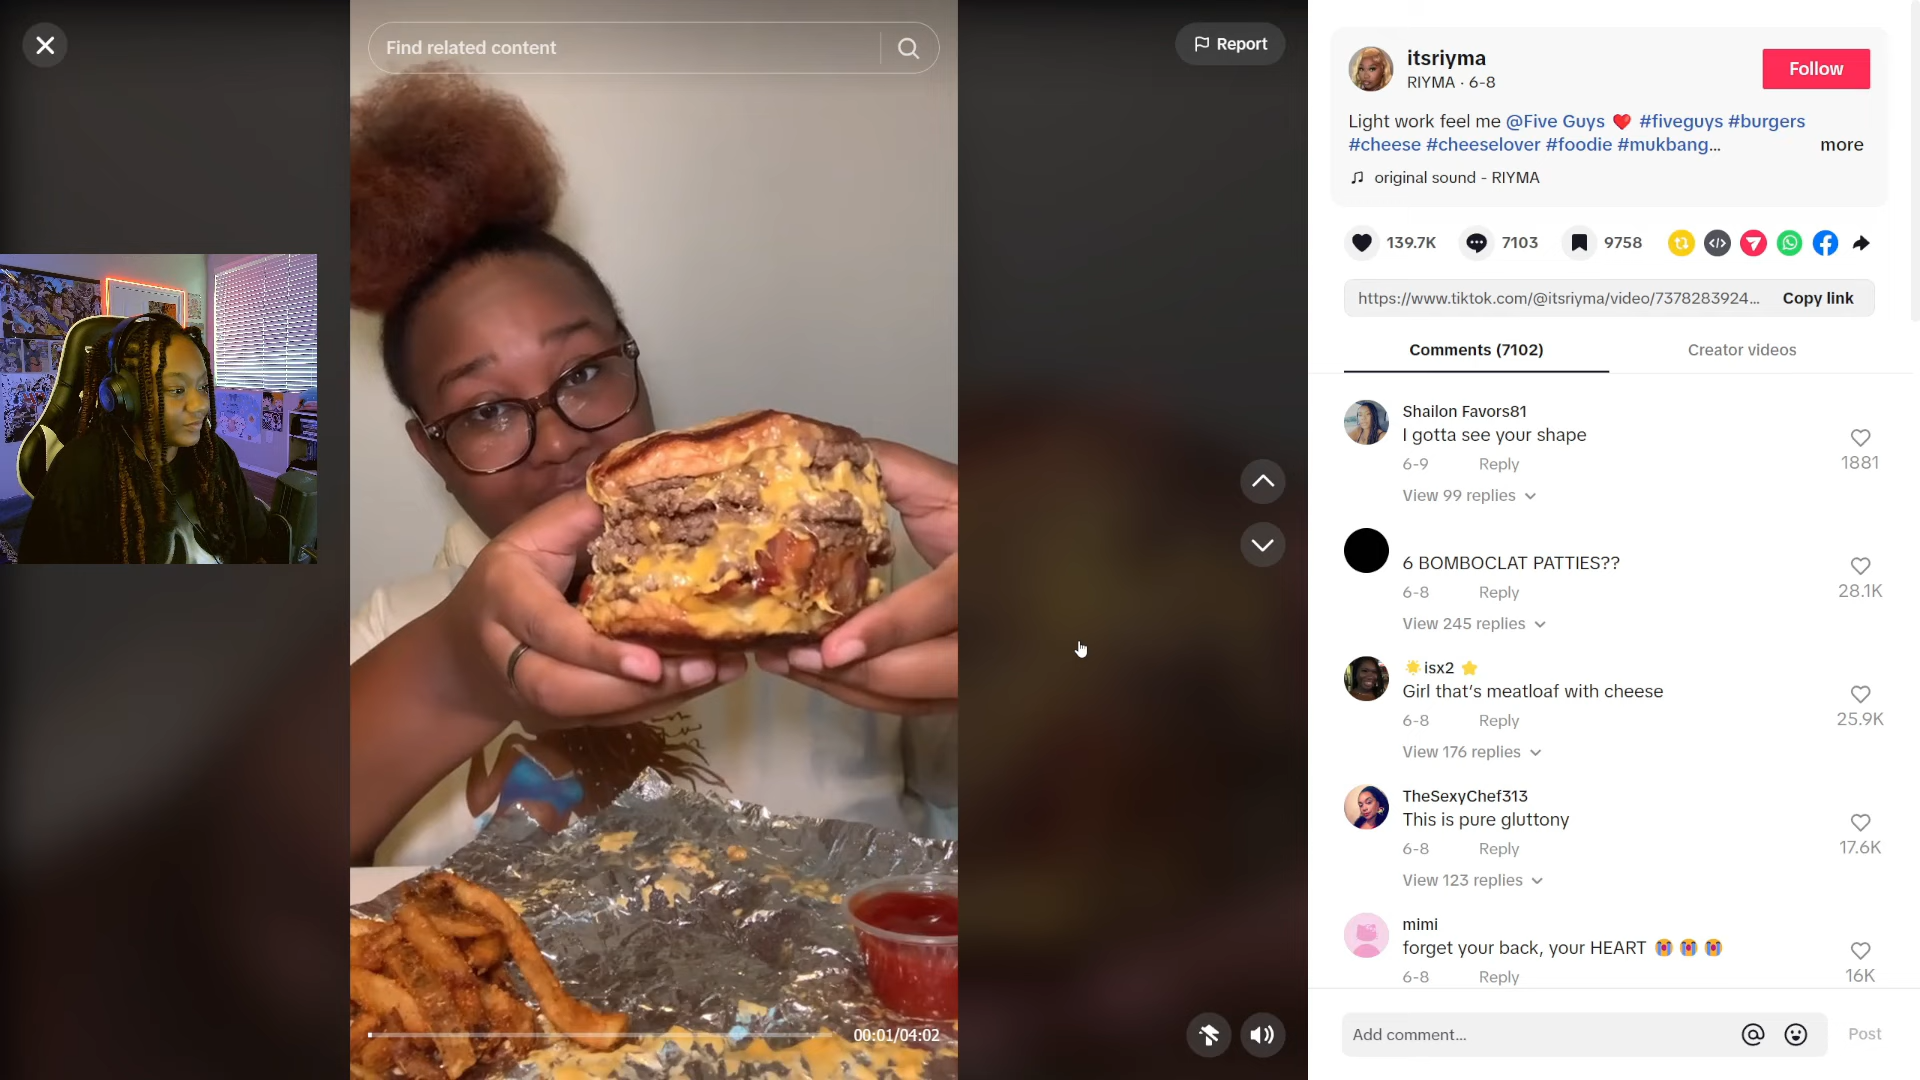 Find related content
Report
00:01/04:02
itsriyma
RIYMA · 6-8
Follow
Light work feel me @Five Guys ❤️ #fiveguys #burgers
#cheese #cheeselover #foodie #mukbang...
more
original sound - RIYMA
139.7K
7103
9758
https://www.tiktok.com/@itsriyma/video/7378283924...
Copy link
Comments (7102)
Creator videos
Shailon Favors81
I gotta see your shape
6-9 Reply
1881
View 99 replies
6 BOMBOCLAT PATTIES??
6-8 Reply
28.1K
View 245 replies
🌟isx2 ⭐
Girl that's meatloaf with cheese
6-8 Reply
25.9K
View 176 replies
TheSexyChef313
This is pure gluttony
6-8 Reply
17.6K
View 123 replies
mimi
forget your back, your HEART 😭 😭 😭
6-8 Reply
16K
Add comment...
Post